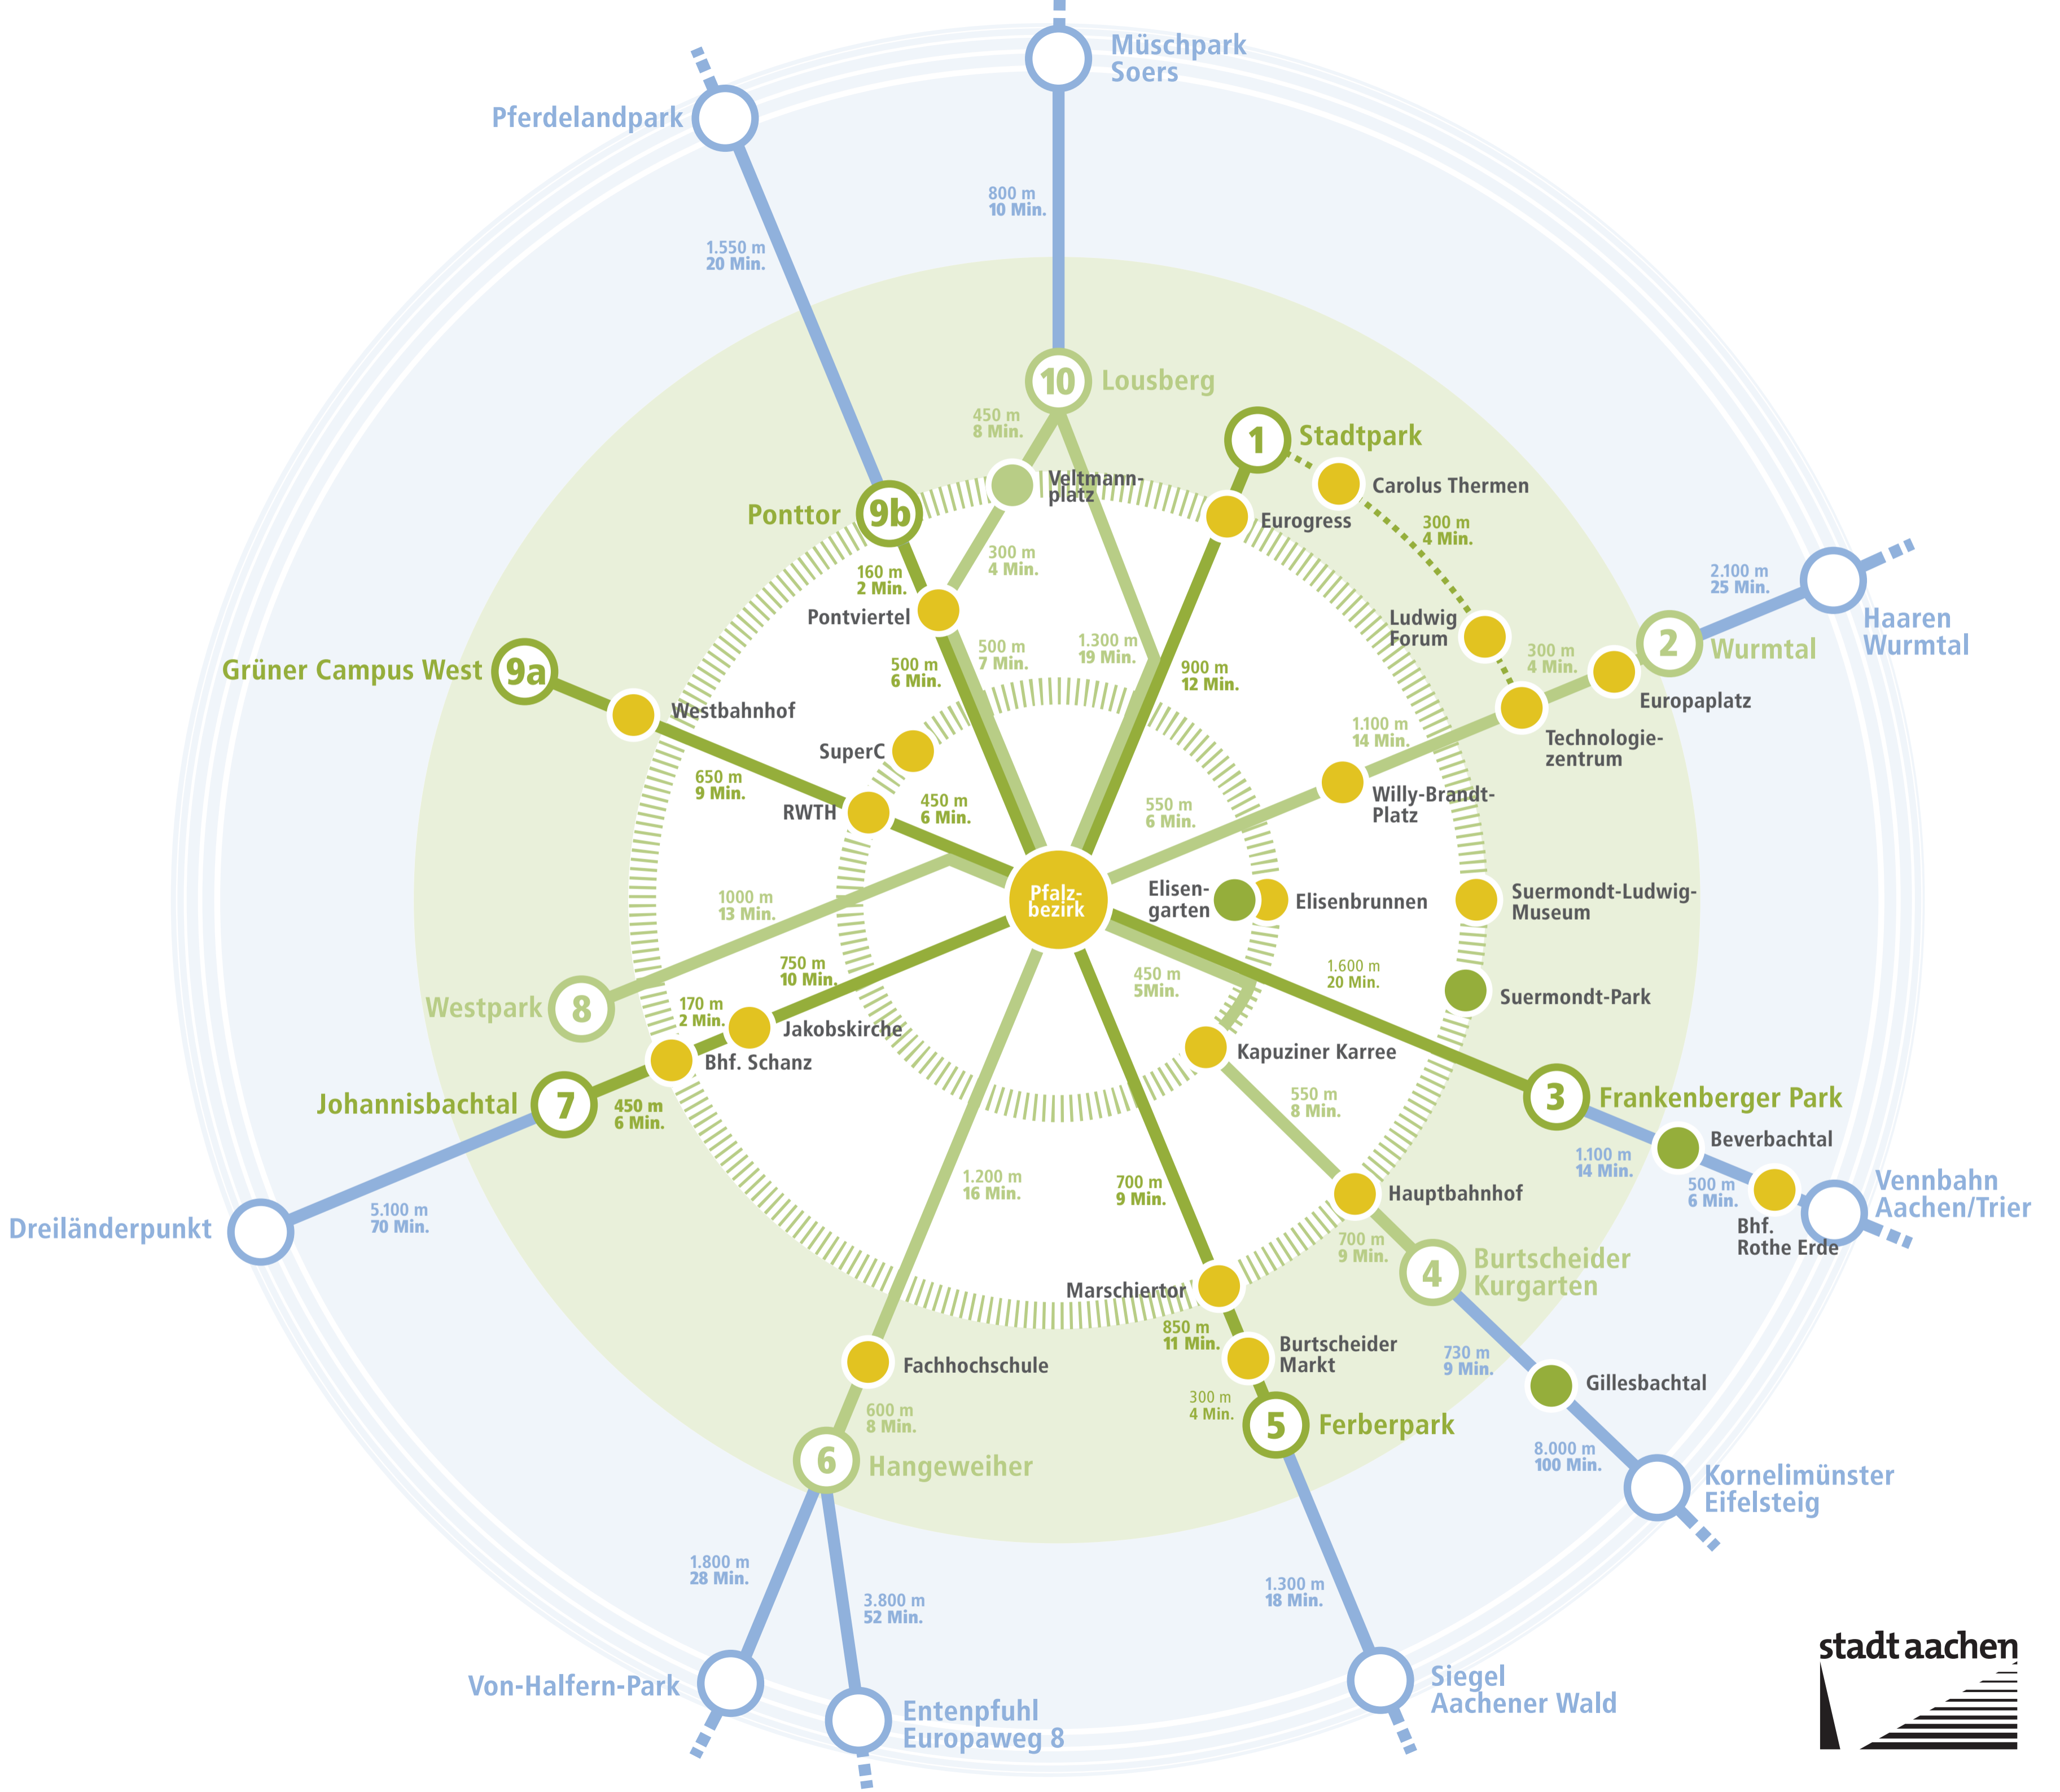 Müschpark
Soers
Pferdelandpark
800 m
10 Min.
1.550 m
20 Min.
10
Lousberg
450 m
8 Min.
1
Stadtpark
Carolus Thermen
Veltmann-
platz
Ponttor
9b
Eurogress
300 m
4 Min.
300 m
4 Min.
160 m
2 Min.
2.100 m
25 Min.
Pontviertel
Ludwig
Forum
Haaren
Wurmtal
2
Wurmtal
500 m
7 Min.
1.300 m
19 Min.
300 m
4 Min.
500 m
6 Min.
900 m
12 Min.
Grüner Campus West
9a
Europaplatz
Westbahnhof
1.100 m
14 Min.
Technologie-
zentrum
SuperC
650 m
9 Min.
Willy-Brandt-
Platz
450 m
6 Min.
550 m
6 Min.
RWTH
Pfalz-
bezirk
Elisen-
garten
Elisenbrunnen
Suermondt-Ludwig-
Museum
1000 m
13 Min.
750 m
10 Min.
450 m
5Min.
1.600 m
20 Min.
Suermondt-Park
Westpark
8
170 m
2 Min.
Jakobskirche
Bhf. Schanz
Kapuziner Karree
Johannisbachtal
7
450 m
6 Min.
550 m
8 Min.
3
Frankenberger Park
Beverbachtal
1.100 m
14 Min.
500 m
6 Min.
Vennbahn
Aachen/Trier
Bhf.
Rothe Erde
1.200 m
16 Min.
700 m
9 Min.
Hauptbahnhof
Dreiländerpunkt
5.100 m
70 Min.
700 m
9 Min.
4
Burtscheider
Kurgarten
Marschiertor
850 m
11 Min.
Burtscheider
Markt
Fachhochschule
730 m
9 Min.
Gillesbachtal
300 m
4 Min.
600 m
8 Min.
5
Ferberpark
6
Hangeweiher
8.000 m
100 Min.
Kornelimünster
Eifelsteig
1.800 m
28 Min.
3.800 m
52 Min.
1.300 m
18 Min.
Von-Halfern-Park
Entenpfuhl
Europaweg 8
Siegel
Aachener Wald
stadt aachen